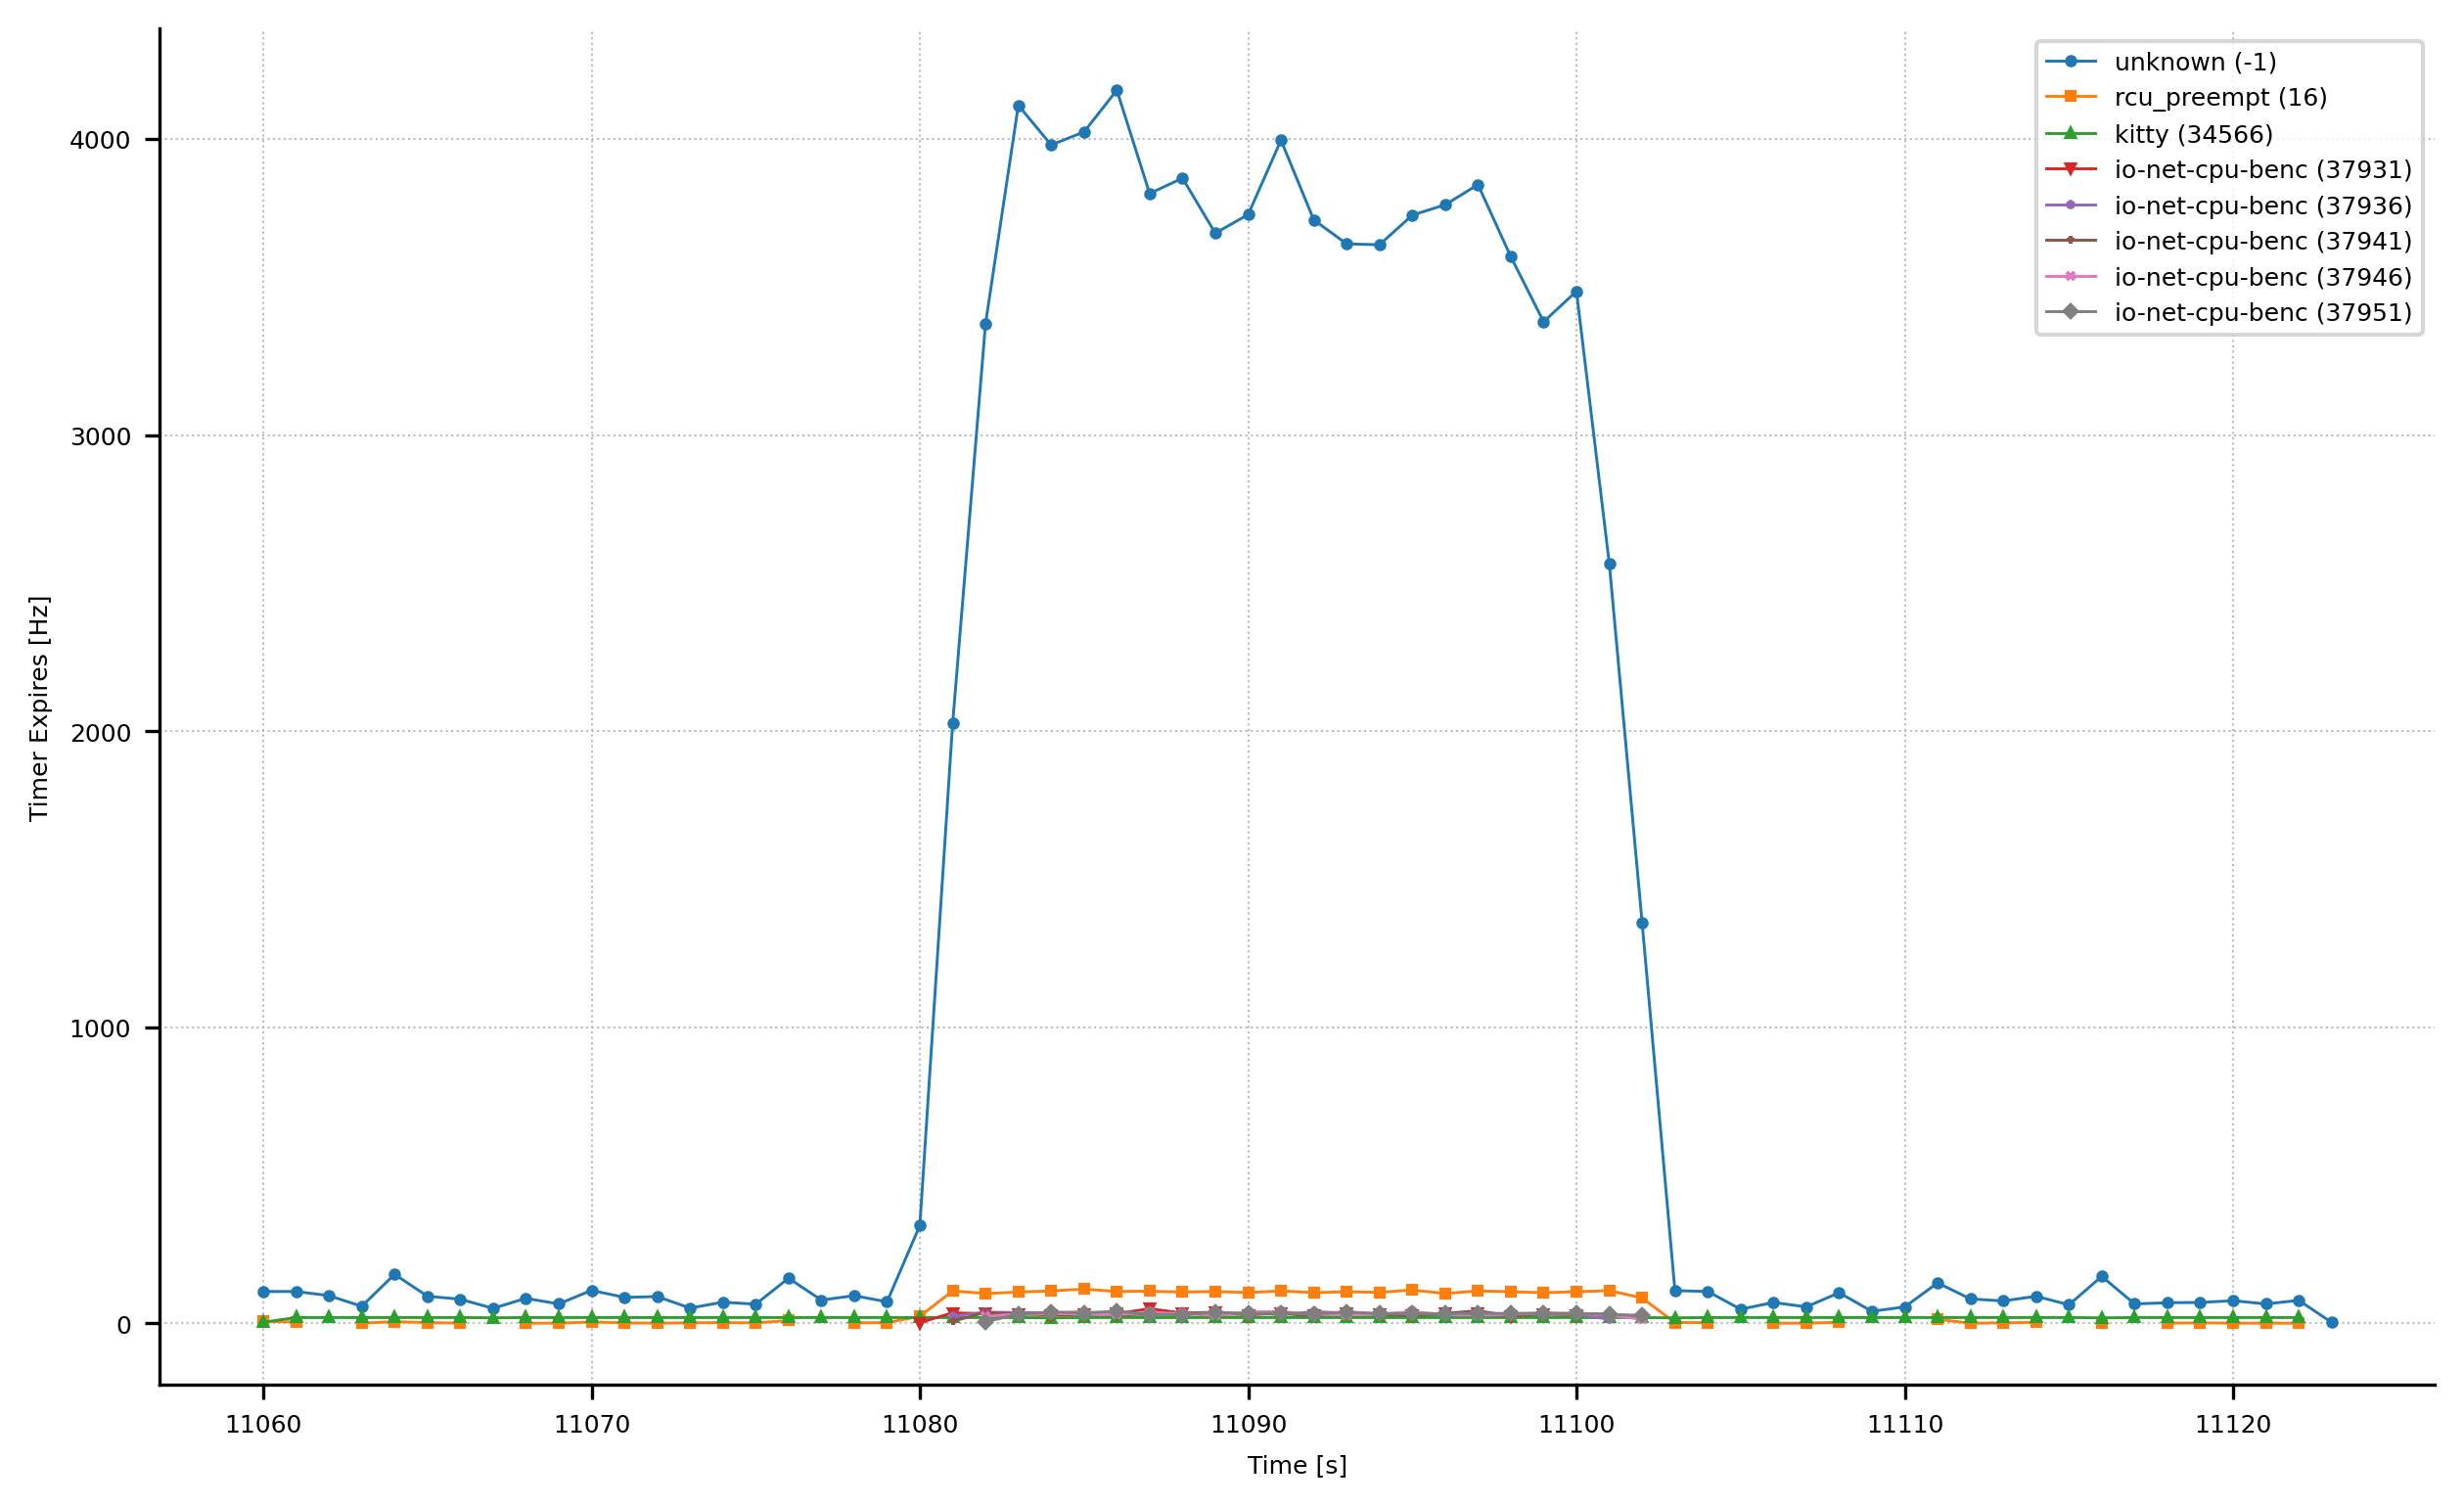 unknown (-1)
rcu_preempt (16)
kitty (34566)
io-net-cpu-benc (37931)
io-net-cpu-benc (37936)
io-net-cpu-benc (37941)
io-net-cpu-benc (37946)
io-net-cpu-benc (37951)
Timer Expires [Hz]
4000
3000
2000
1000
0
11060 11070 11080 11090 11100 11110 11120
Time [s]